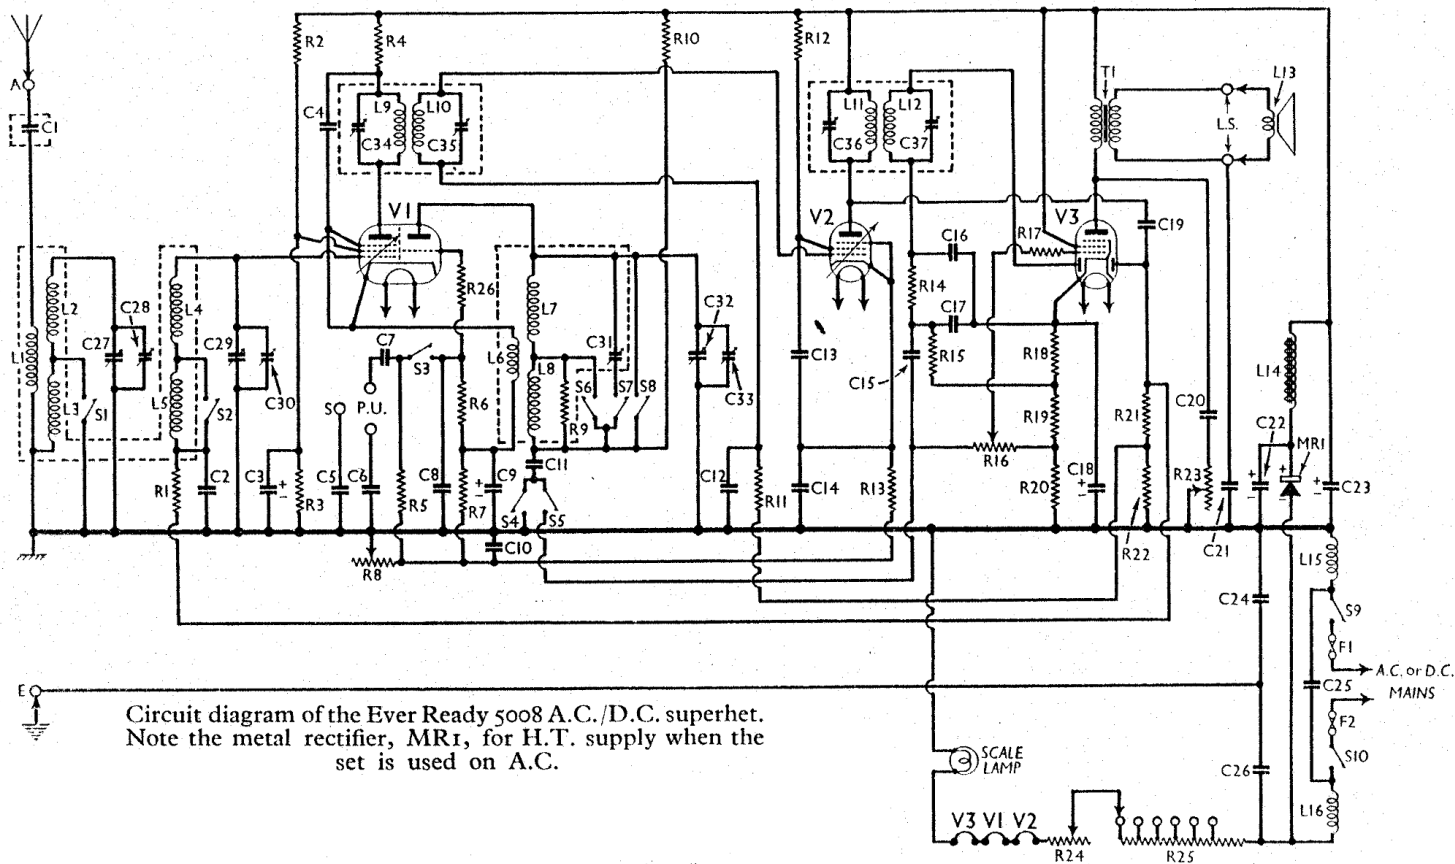 R2
R4
R10
R12
A
C1
C4
L9
L10
C34
C35
L11
L12
C36
C37
T1
L13
L.S.
V1
V2
V3
R17
C19
C16
C17
R14
R26
L1
L2
L3
S1
C27
C28
L4
L5
S2
C29
C30
C7
S3
P.U.
S
R6
L6
L7
L8
R9
C31
S6
S7
S8
C32
C33
C13
C15
R15
R18
R19
R16
R21
C20
L14
C22
MR1
R1
C2
C3
+
-
R3
C5
C6
R5
C8
+
-
R7
C9
C11
S4
S5
C10
R8
C12
R11
C14
R13
R20
C18
+
-
R22
R23
C21
+
-
+
-
+
-
C23
L15
C24
S9
F1
A.C. or D.C.
MAINS
C25
F2
S10
C26
L16
E
Circuit diagram of the Ever Ready 5008 A.C./D.C. superhet.
Note the metal rectifier, MR1, for H.T. supply when the
set is used on A.C.
SCALE
LAMP
V3 V1 V2
R24
R25